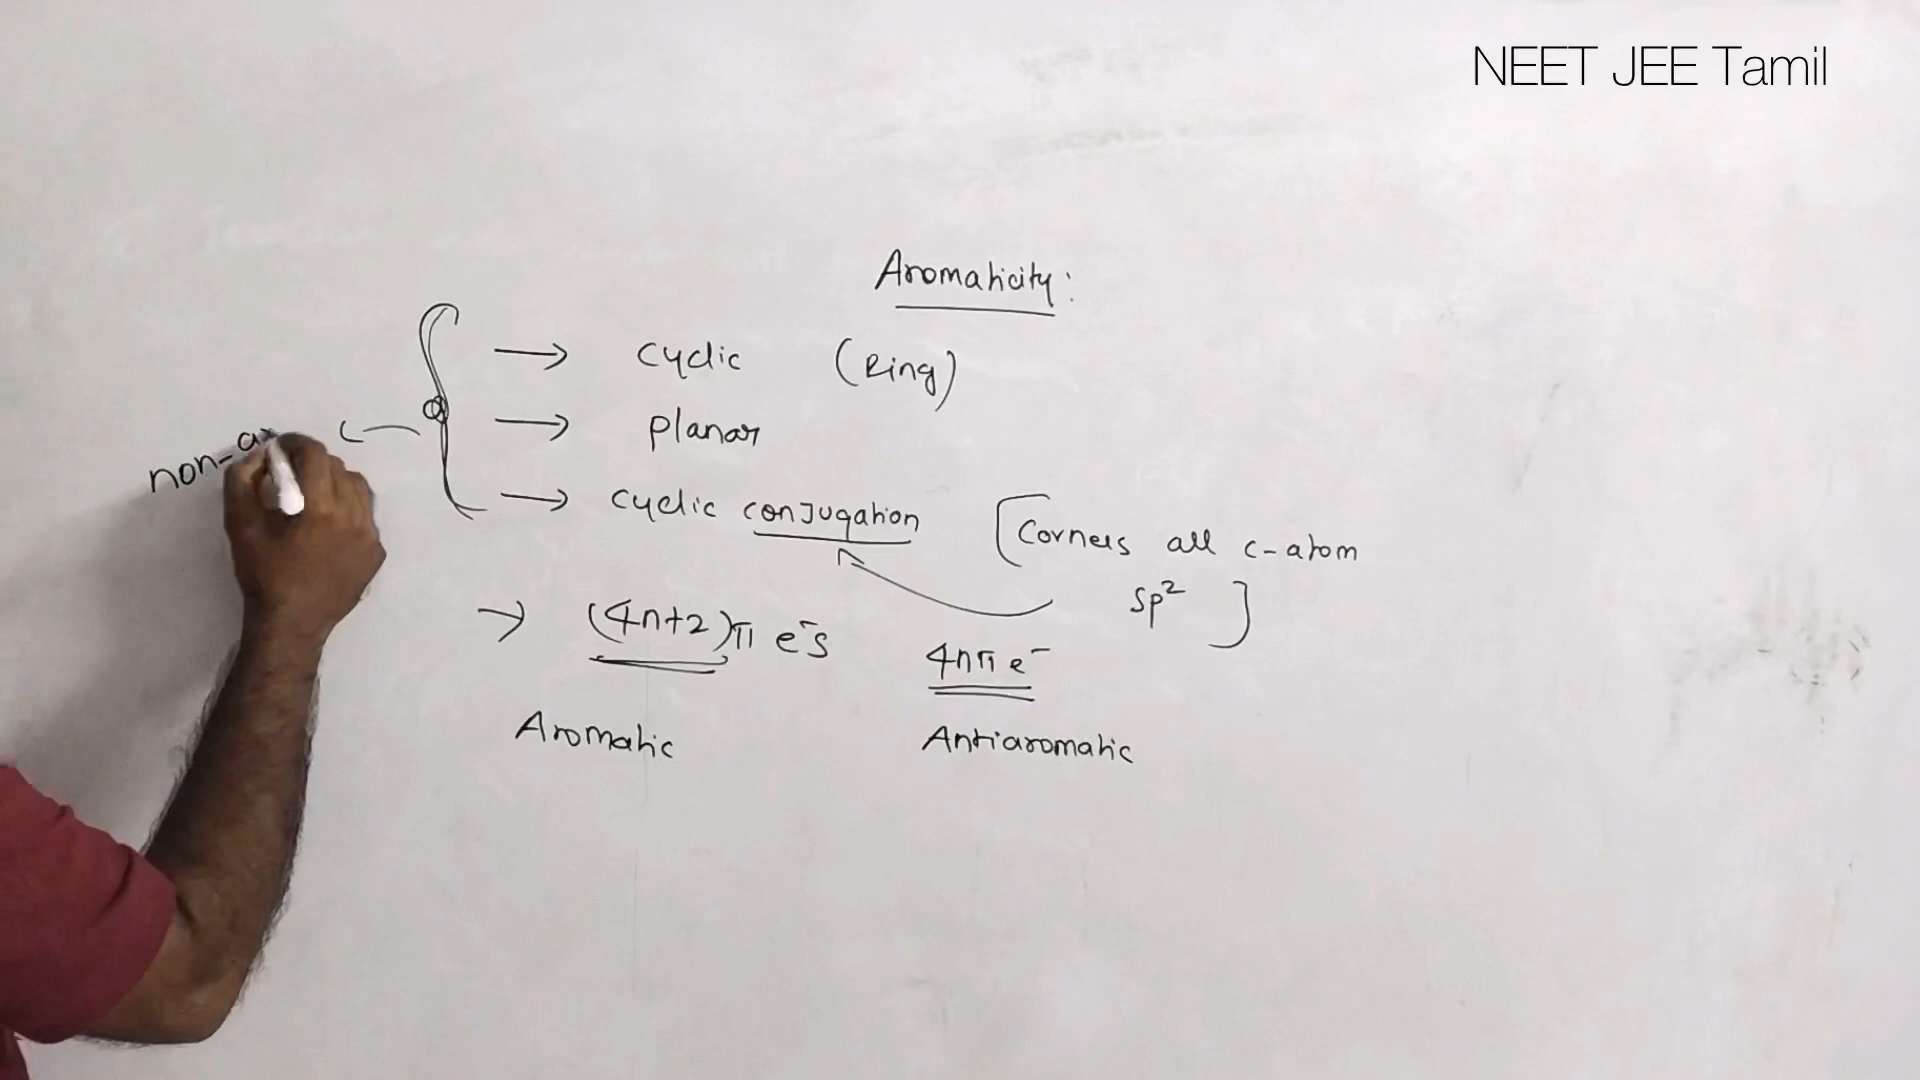 NEET JEE Tamil
Aromaticity:
→ cyclic (Ring)
→ planar
non-a
→ cyclic conjugation [Corners all c-atom
sp² ]
→ (4n+2)π e⁻s 4nπ e⁻
Aromatic Antiaromatic